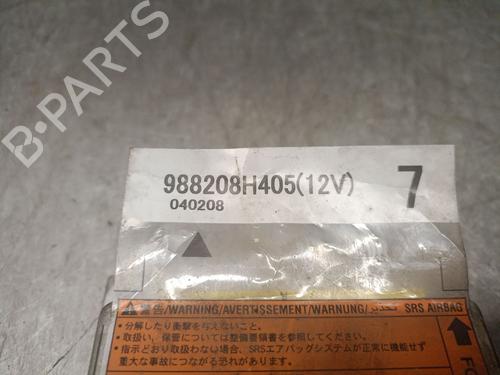 B-PARTS
988208H405(12V)
7
040208
警告/WARNING/AVERTISSEMENT/WARNUNG/تحذير SRS AIRBAG
・分解したり衝撃を与えないこと。
・取扱い、保管については整備要領書を参照してください。
・指示どおり取扱わない場合、SRSエアバッグシステムが正常に機能せず
重大な事故につながる恐れがあります。